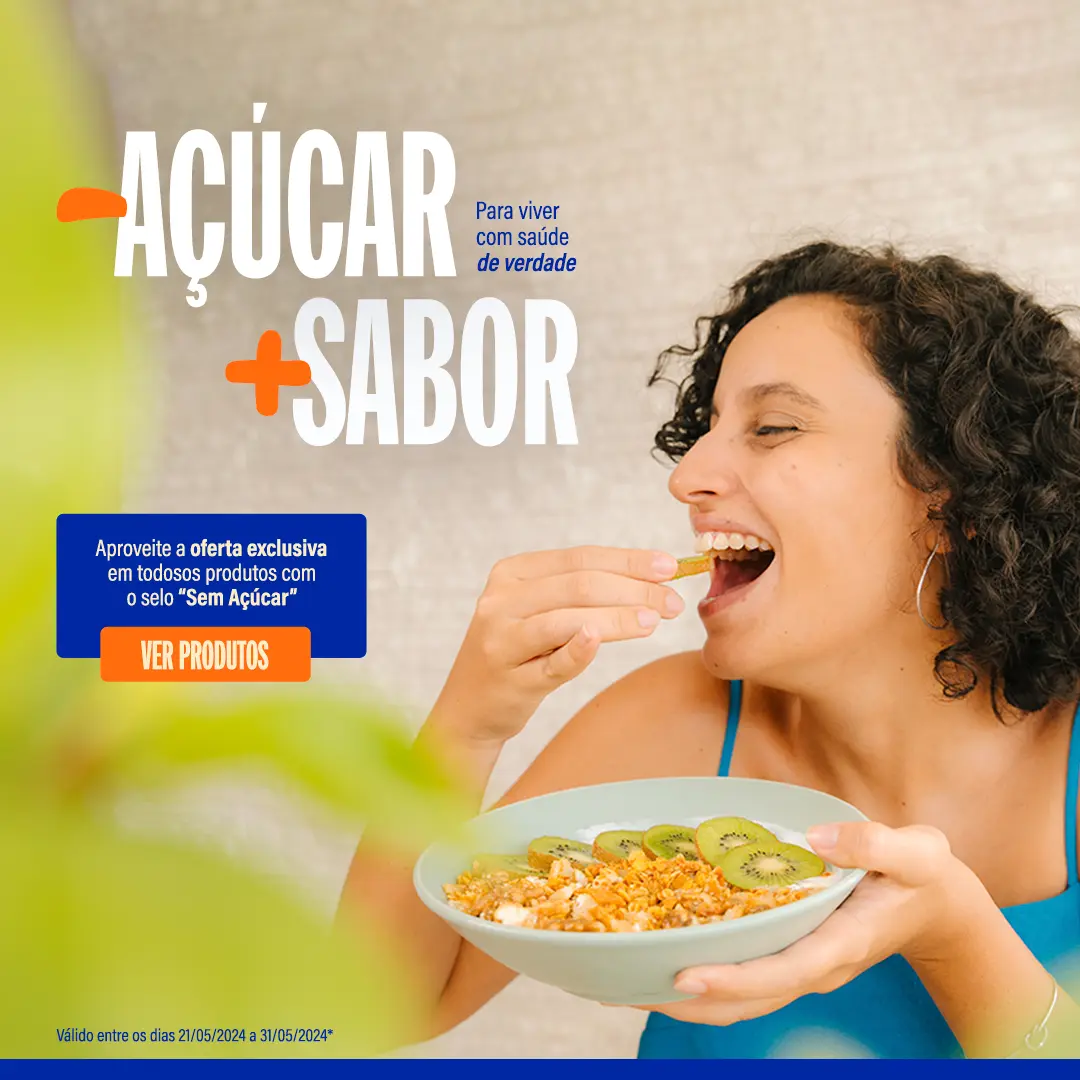 -AÇÚCAR
Para viver
com saúde
de verdade
+SABOR
Aproveite a oferta exclusiva
em todosos produtos com
o selo “Sem Açúcar“
VER PRODUTOS
Válido entre os dias 21/05/2024 a 31/05/2024*